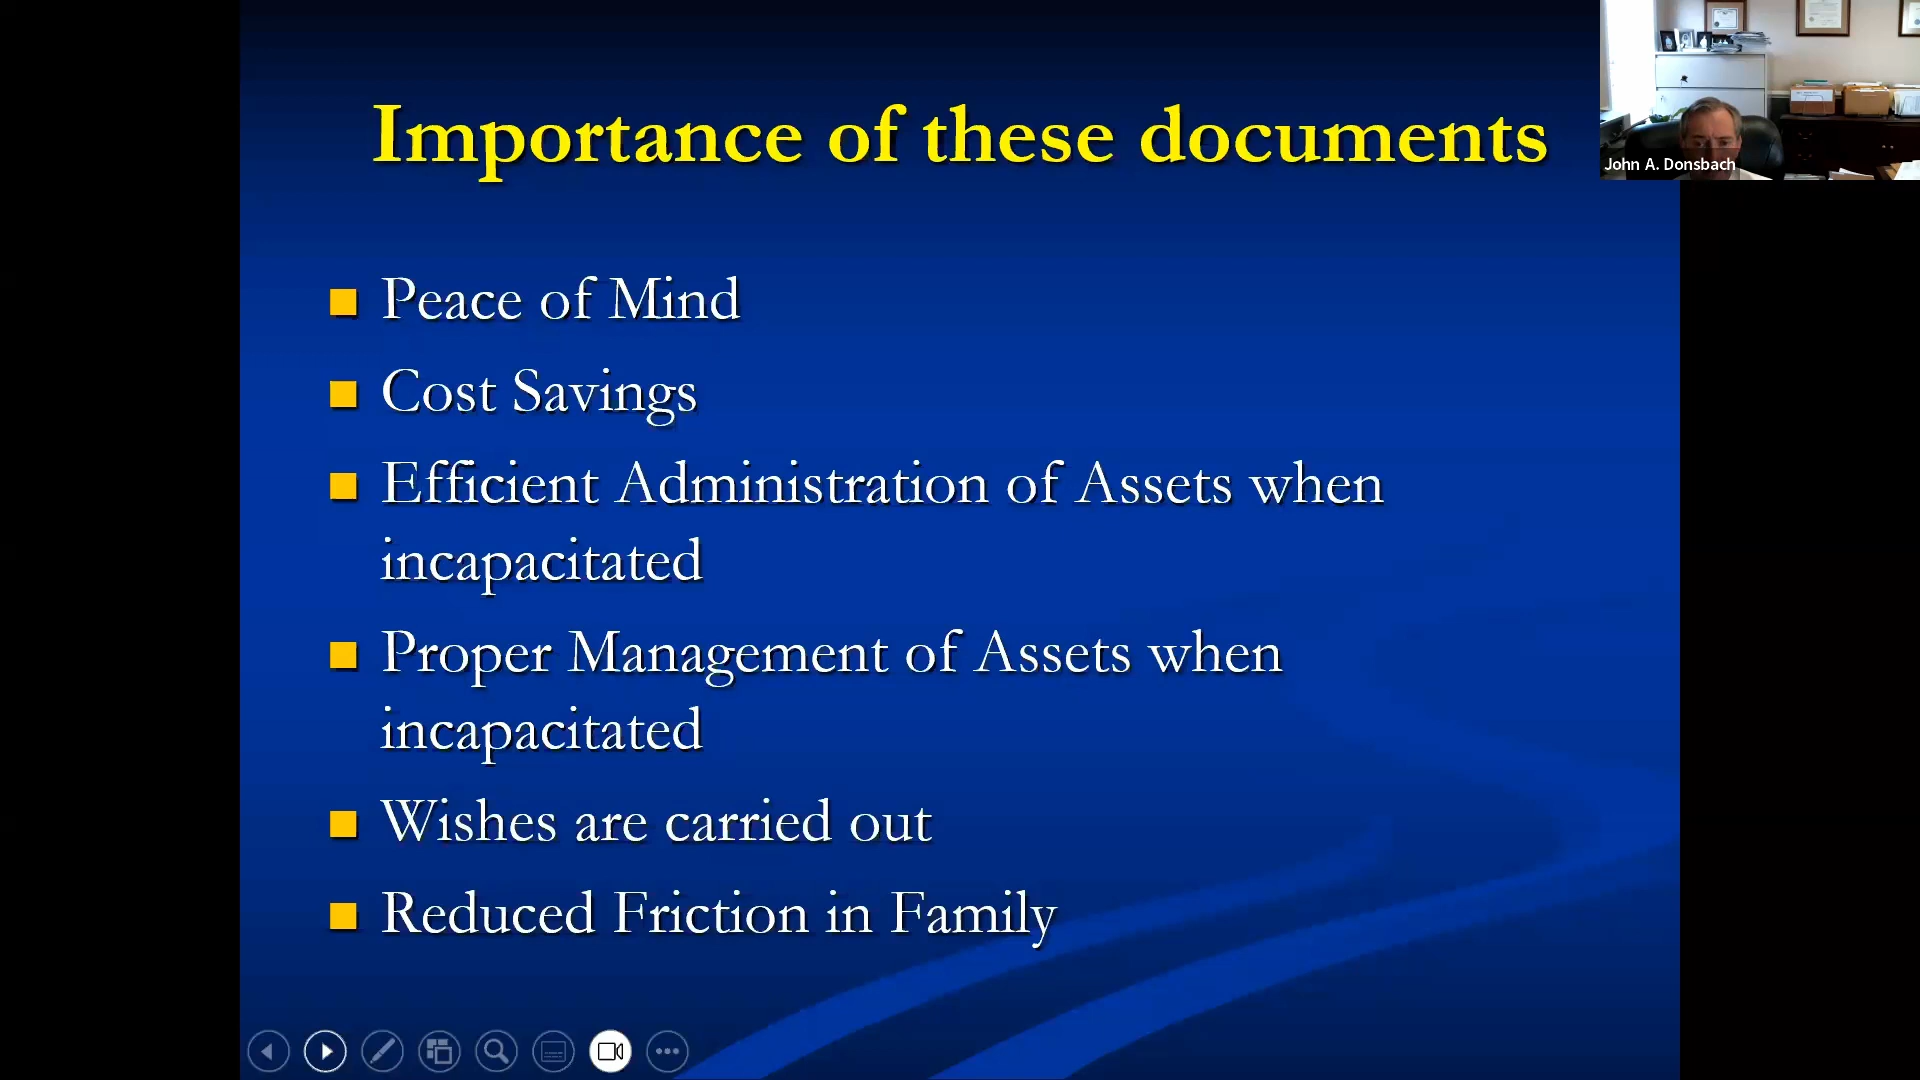 Importance of these documents
John A. Donsbach
Peace of Mind
Cost Savings
Efficient Administration of Assets when
incapacitated
Proper Management of Assets when
incapacitated
Wishes are carried out
Reduced Friction in Family